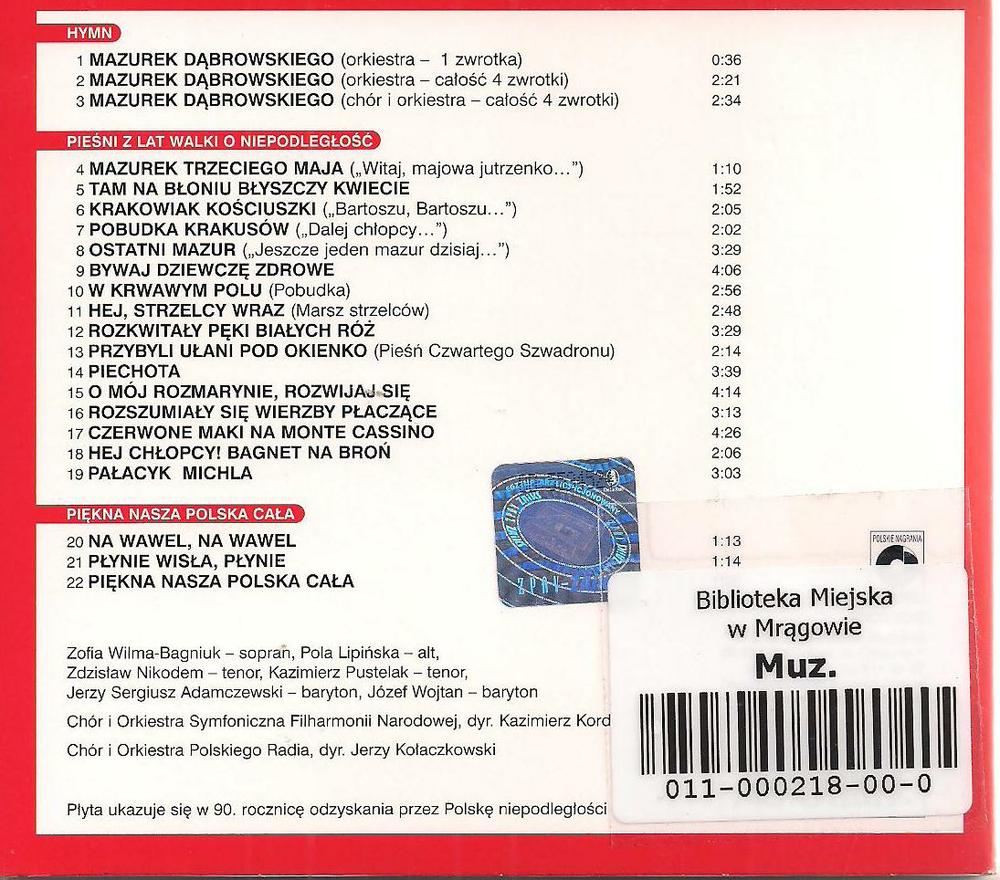 HYMN
1 MAZUREK DĄBROWSKIEGO (orkiestra – 1 zwrotka) 0:36
2 MAZUREK DĄBROWSKIEGO (orkiestra – całość 4 zwrotki) 2:21
3 MAZUREK DĄBROWSKIEGO (chór i orkiestra – całość 4 zwrotki) 2:34
PIEŚNI Z LAT WALKI O NIEPODLEGŁOŚĆ
4 MAZUREK TRZECIEGO MAJA („Witaj, majowa jutrzenko...”) 1:10
5 TAM NA BŁONIU BŁYSZCZY KWIECIE 1:52
6 KRAKOWIAK KOŚCIUSZKI („Bartoszu, Bartoszu...”) 2:05
7 POBUDKA KRAKUSÓW („Dalej chłopcy...”) 2:02
8 OSTATNI MAZUR („Jeszcze jeden mazur dzisiaj...”) 3:29
9 BYWAJ DZIEWCZĘ ZDROWE 4:06
10 W KRWAWYM POLU (Pobudka) 2:56
11 HEJ, STRZELCY WRAZ (Marsz strzelców) 2:48
12 ROZKWITAŁY PĘKI BIAŁYCH RÓŻ 3:29
13 PRZYBYLI UŁANI POD OKIENKO (Pieśń Czwartego Szwadronu) 2:14
14 PIECHOTA 3:39
15 O MÓJ ROZMARYNIE, ROZWIJAJ SIĘ 4:14
16 ROZSZUMIAŁY SIĘ WIERZBY PŁACZĄCE 3:13
17 CZERWONE MAKI NA MONTE CASSINO 4:26
18 HEJ CHŁOPCY! BAGNET NA BROŃ 2:06
19 PAŁACYK MICHLA 3:03
PIĘKNA NASZA POLSKA CAŁA
20 NA WAWEL, NA WAWEL 1:13
21 PŁYNIE WISŁA, PŁYNIE 1:14
22 PIĘKNA NASZA POLSKA CAŁA
POLSKIE NAGRANIA
ZPAV
Biblioteka Miejska
w Mrągowie
Muz.
011-000218-00-0
Zofia Wilma-Bagniuk – sopran, Pola Lipińska – alt,
Zdzisław Nikodem – tenor, Kazimierz Pustelak – tenor,
Jerzy Sergiusz Adamczewski – baryton, Józef Wojtan – baryton
Chór i Orkiestra Symfoniczna Filharmonii Narodowej, dyr. Kazimierz Kord
Chór i Orkiestra Polskiego Radia, dyr. Jerzy Kołaczkowski
Płyta ukazuje się w 90. rocznicę odzyskania przez Polskę niepodległości